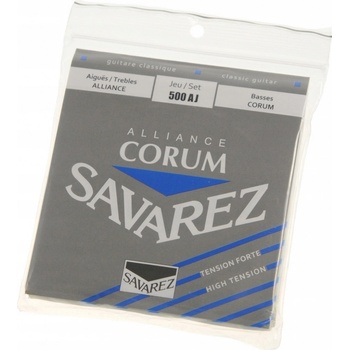 guitare classique classic guitar
Aiguës / Trebles
ALLIANCE
Jeu / Set
500 AJ
Basses
CORUM
ALLIANCE
CORUM
SAVAREZ
TENSION FORTE
HIGH TENSION
SAVAREZ